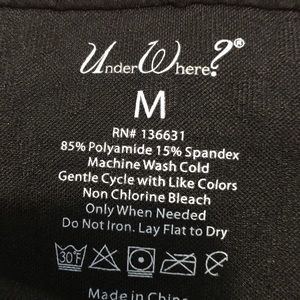 UnderWhere?®
M
RN# 136631
85% Polyamide 15% Spandex
Machine Wash Cold
Gentle Cycle with Like Colors
Non Chlorine Bleach
Only When Needed
Do Not Iron. Lay Flat to Dry
30°F
Made in China